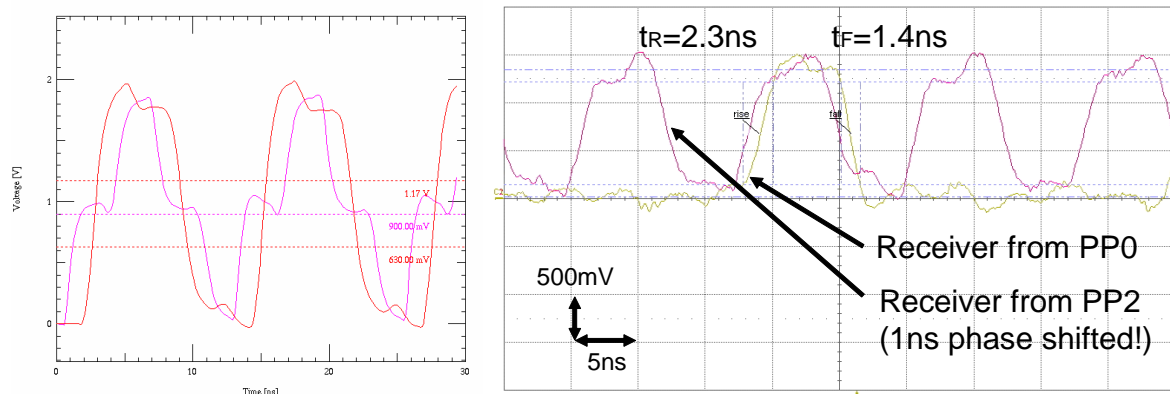 2
1
0
Voltage [V]
1.17 V
900.00 mV
630.00 mV
0
10
20
30
Time [ns]
tR=2.3ns
tF=1.4ns
rise
fall
C2
500mV
5ns
Receiver from PP0
Receiver from PP2
(1ns phase shifted!)